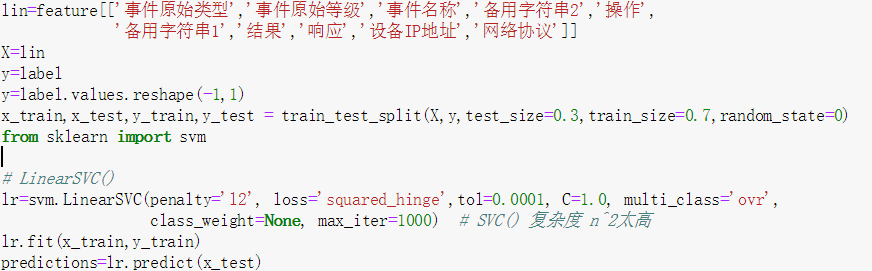 lin=feature[['事件原始类型','事件原始等级','事件名称','备用字符串2','操作',
'备用字符串1','结果','响应','设备IP地址','网络协议']]
X=lin
y=label
y=label.values.reshape(-1,1)
x_train,x_test,y_train,y_test = train_test_split(X,y,test_size=0.3,train_size=0.7,random_state=0)
from sklearn import svm
# LinearSVC()
lr=svm.LinearSVC(penalty='12', loss='squared_hinge',tol=0.0001, C=1.0, multi_class='ovr',
class_weight=None, max_iter=1000)  # SVC() 复杂度 n^2太高
lr.fit(x_train,y_train)
predictions=lr.predict(x_test)